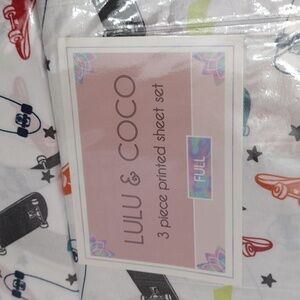 LULU & COCO
3 piece printed sheet set
FULL